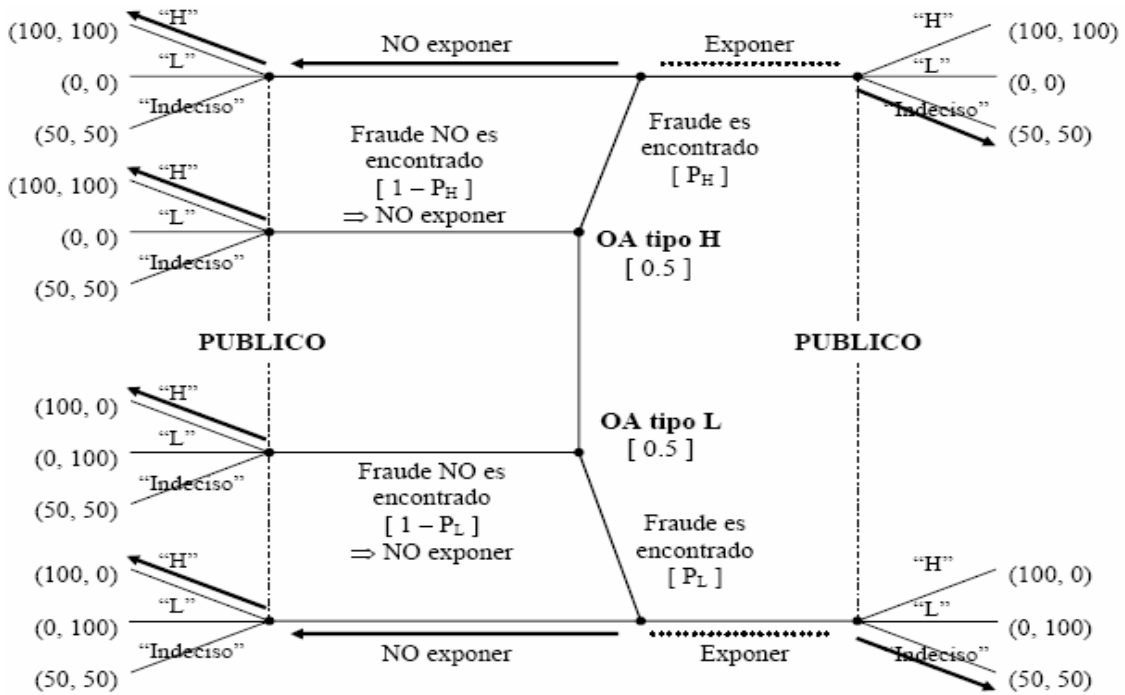 “H”
(100, 100)
“L”
(0, 0)
“Indeciso”
(50, 50)
NO exponer
Exponer
“H”
(100, 100)
“L”
(0, 0)
“Indeciso”
(50, 50)
Fraude NO es
encontrado
[ 1 – P_H ]
⇒ NO exponer
Fraude es
encontrado
[ P_H ]
“H”
(100, 100)
“L”
(0, 0)
“Indeciso”
(50, 50)
OA tipo H
[ 0.5 ]
PUBLICO
PUBLICO
“H”
(100, 0)
“L”
(0, 100)
“Indeciso”
(50, 50)
OA tipo L
[ 0.5 ]
Fraude NO es
encontrado
[ 1 – P_L ]
⇒ NO exponer
Fraude es
encontrado
[ P_L ]
“H”
(100, 0)
“L”
(0, 100)
“Indeciso”
(50, 50)
NO exponer
Exponer
“H”
(100, 0)
“L”
(0, 100)
“Indeciso”
(50, 50)